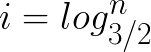 i = log^n_{3/2}